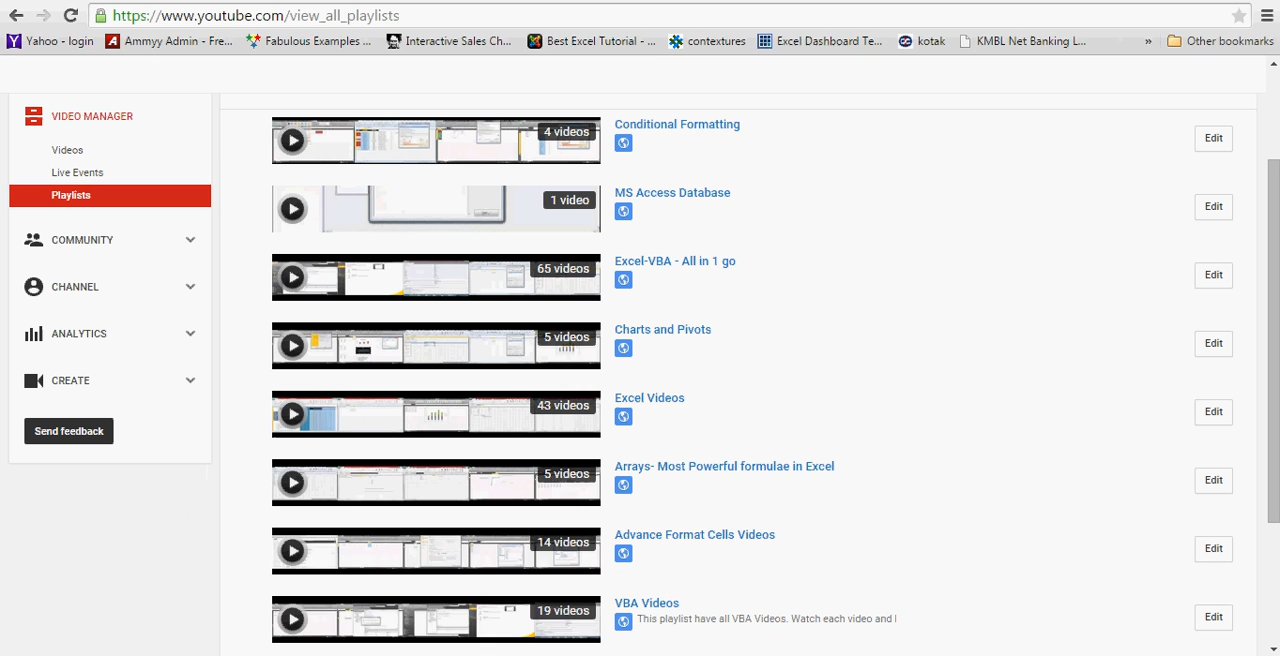 https://www.youtube.com/view_all_playlists
Yahoo - login
Ammyy Admin - Fre...
Fabulous Examples ...
Interactive Sales Ch...
Best Excel Tutorial - ...
contextures
Excel Dashboard Te...
kotak
KMBL Net Banking L...
»
Other bookmarks
VIDEO MANAGER
Videos
Live Events
Playlists
COMMUNITY
CHANNEL
ANALYTICS
CREATE
Send feedback
4 videos
Conditional Formatting
Edit
1 video
MS Access Database
Edit
65 videos
Excel-VBA - All in 1 go
Edit
5 videos
Charts and Pivots
Edit
43 videos
Excel Videos
Edit
5 videos
Arrays- Most Powerful formulae in Excel
Edit
14 videos
Advance Format Cells Videos
Edit
19 videos
VBA Videos
This playlist have all VBA Videos. Watch each video and l
Edit